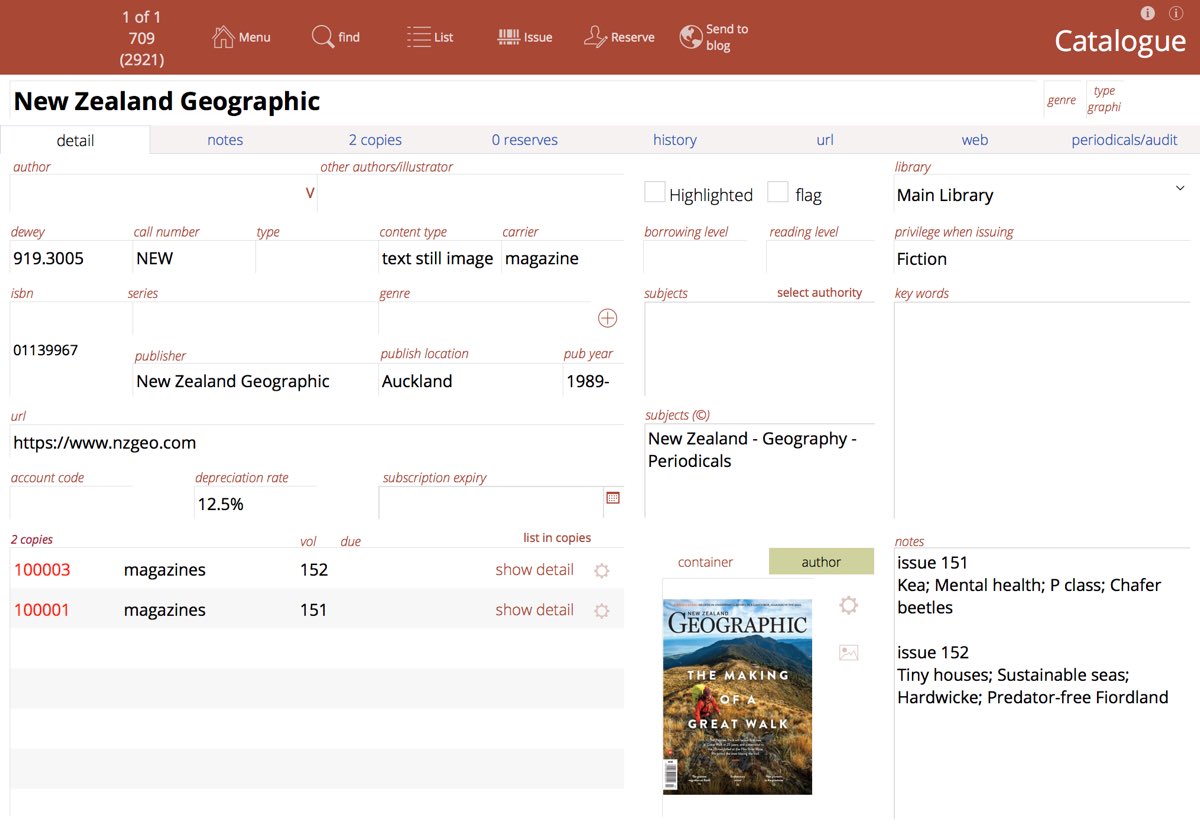 1 of 1
709
(2921)
Menu
find
List
Issue
Reserve
Send to
blog
Catalogue
New Zealand Geographic
genre
type
graphi
detail
notes
2 copies
0 reserves
history
url
web
periodicals/audit
author
other authors/illustrator
V
Highlighted
flag
library
Main Library
dewey
call number
type
content type
carrier
borrowing level
reading level
privilege when issuing
919.3005
NEW
text still image
magazine
Fiction
isbn
series
genre
subjects
select authority
key words
01139967
publisher
publish location
pub year
New Zealand Geographic
Auckland
1989-
url
https://www.nzgeo.com
subjects (©)
New Zealand - Geography -
Periodicals
account code
depreciation rate
subscription expiry
12.5%
2 copies
vol
due
list in copies
100003
magazines
152
show detail
100001
magazines
151
show detail
container
author
NEW ZEALAND
GEOGRAPHIC
THE MAKING
OF A
GREAT WALK
notes
issue 151
Kea; Mental health; P class; Chafer
beetles
issue 152
Tiny houses; Sustainable seas;
Hardwicke; Predator-free Fiordland